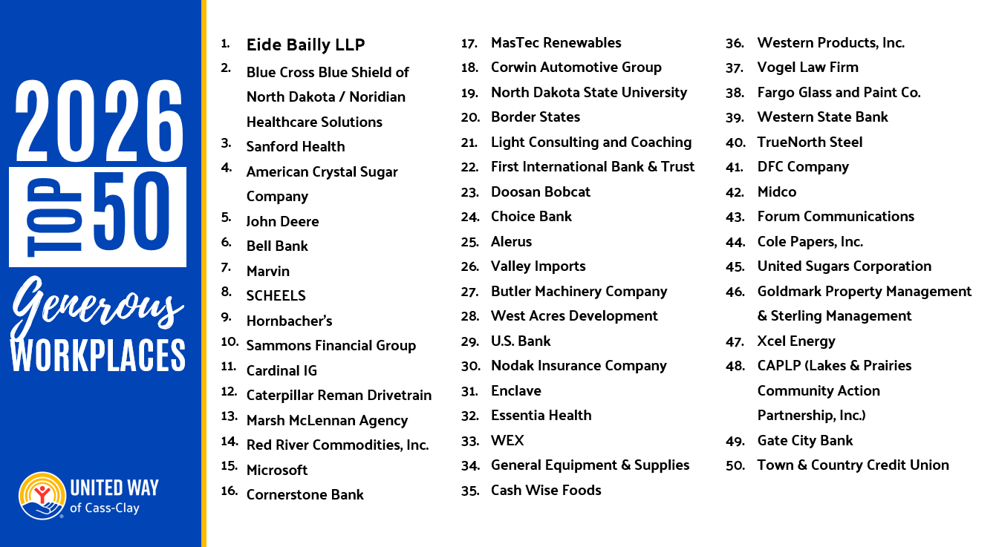 2026
TOP 50
Generous
WORKPLACES
UNITED WAY
of Cass-Clay
1. Eide Bailly LLP
2. Blue Cross Blue Shield of
North Dakota / Noridian
Healthcare Solutions
3. Sanford Health
4. American Crystal Sugar
Company
5. John Deere
6. Bell Bank
7. Marvin
8. SCHEELS
9. Hornbacher's
10. Sammons Financial Group
11. Cardinal IG
12. Caterpillar Reman Drivetrain
13. Marsh McLennan Agency
14. Red River Commodities, Inc.
15. Microsoft
16. Cornerstone Bank
17. MasTec Renewables
18. Corwin Automotive Group
19. North Dakota State University
20. Border States
21. Light Consulting and Coaching
22. First International Bank & Trust
23. Doosan Bobcat
24. Choice Bank
25. Alerus
26. Valley Imports
27. Butler Machinery Company
28. West Acres Development
29. U.S. Bank
30. Nodak Insurance Company
31. Enclave
32. Essentia Health
33. WEX
34. General Equipment & Supplies
35. Cash Wise Foods
36. Western Products, Inc.
37. Vogel Law Firm
38. Fargo Glass and Paint Co.
39. Western State Bank
40. TrueNorth Steel
41. DFC Company
42. Midco
43. Forum Communications
44. Cole Papers, Inc.
45. United Sugars Corporation
46. Goldmark Property Management
& Sterling Management
47. Xcel Energy
48. CAPLP (Lakes & Prairies
Community Action
Partnership, Inc.)
49. Gate City Bank
50. Town & Country Credit Union